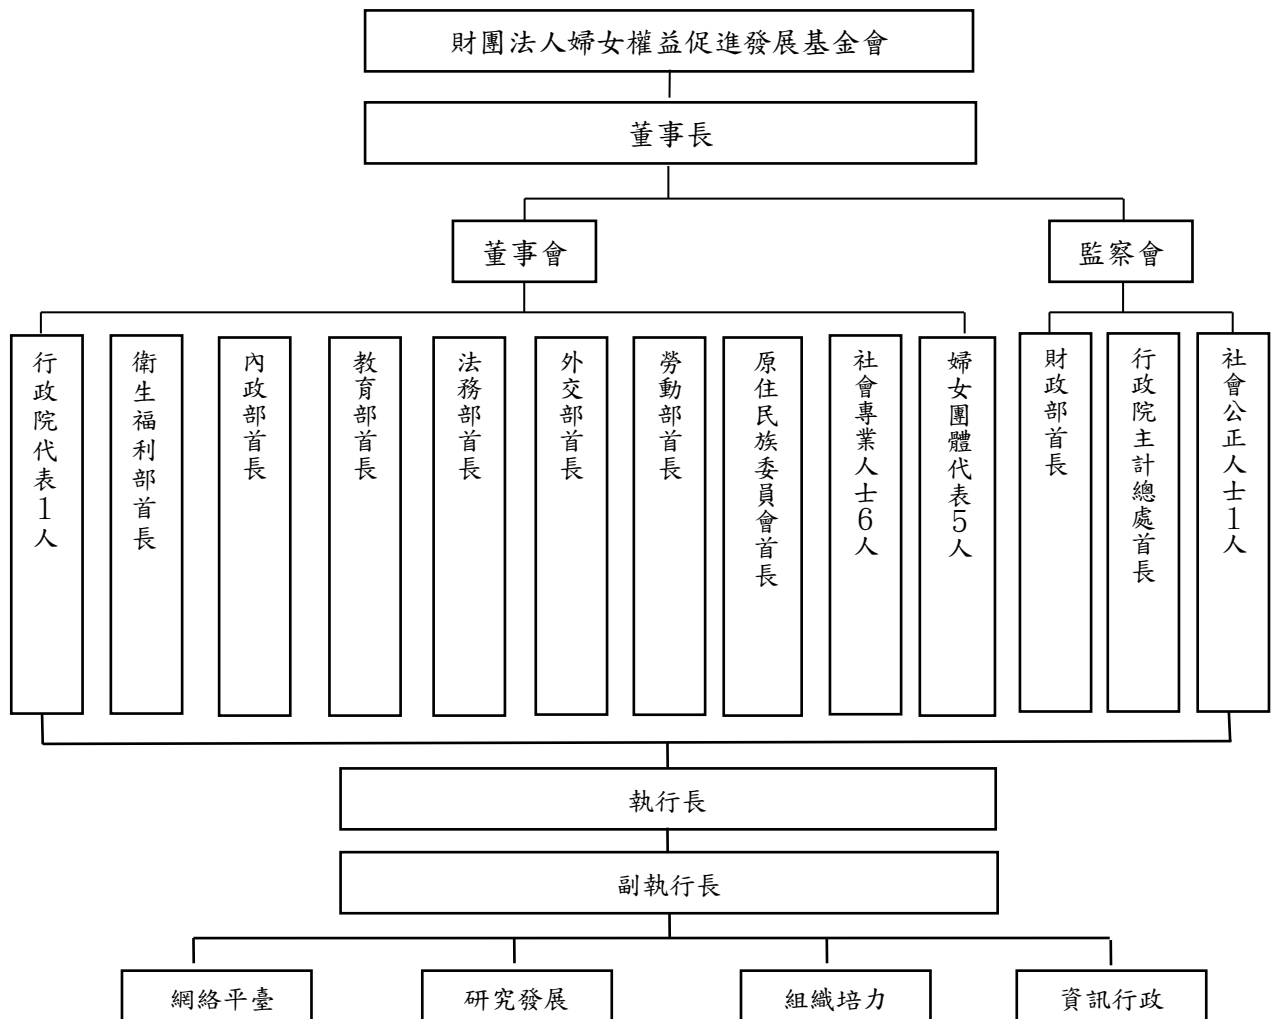 財團法人婦女權益促進發展基金會
董事長
董事會
監察會
行政院代表1人
衛生福利部首長
內政部首長
教育部首長
法務部首長
外交部首長
勞動部首長
原住民族委員會首長
社會專業人士6人
婦女團體代表5人
財政部首長
行政院主計總處首長
社會公正人士1人
執行長
副執行長
網絡平臺
研究發展
組織培力
資訊行政